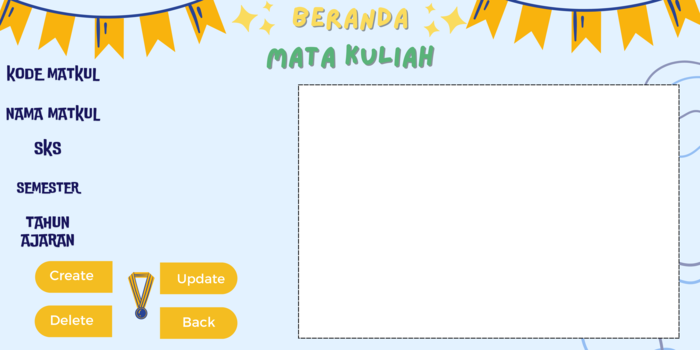 BERANDA
MATA KULIAH
KODE MATKUL
NAMA MATKUL
SKS
SEMESTER
TAHUN
AJARAN
Create
Update
Delete
Back